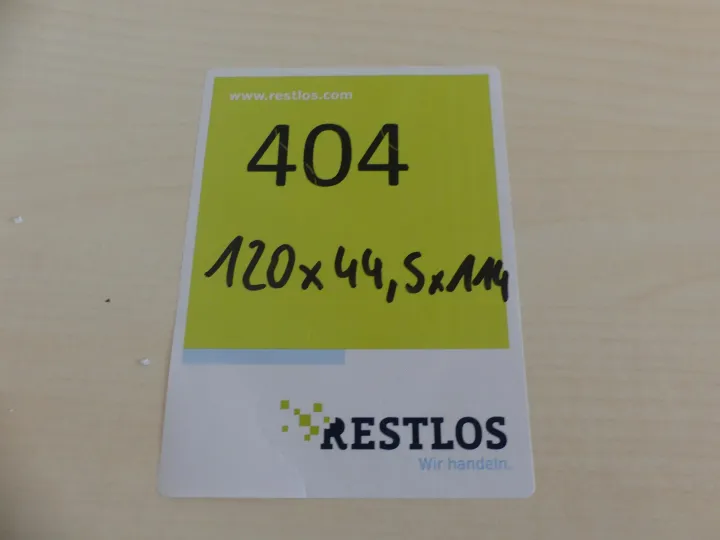 www.restlos.com
404
120x44,5x114
RESTLOS
Wir handeln.